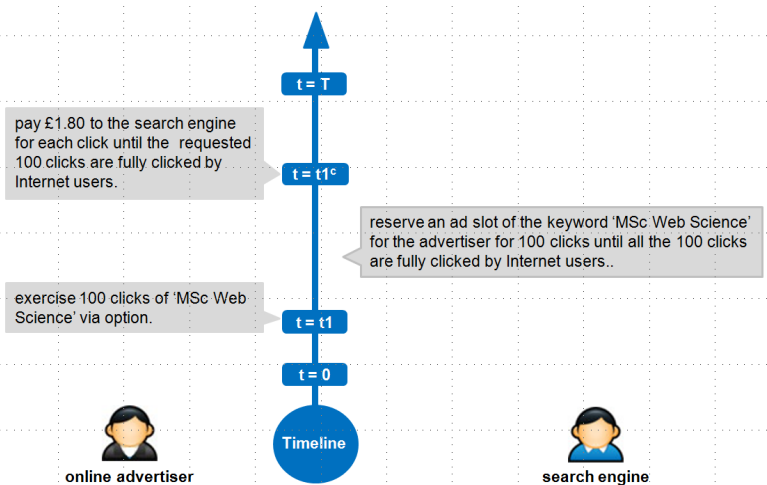 t = T
pay £1.80 to the search engine
for each click until the requested
100 clicks are fully clicked by
Internet users.
t = t1ᶜ
reserve an ad slot of the keyword ‘MSc Web Science’
for the advertiser for 100 clicks until all the 100 clicks
are fully clicked by Internet users..
exercise 100 clicks of ‘MSc Web
Science’ via option.
t = t1
t = 0
Timeline
online advertiser
search engine